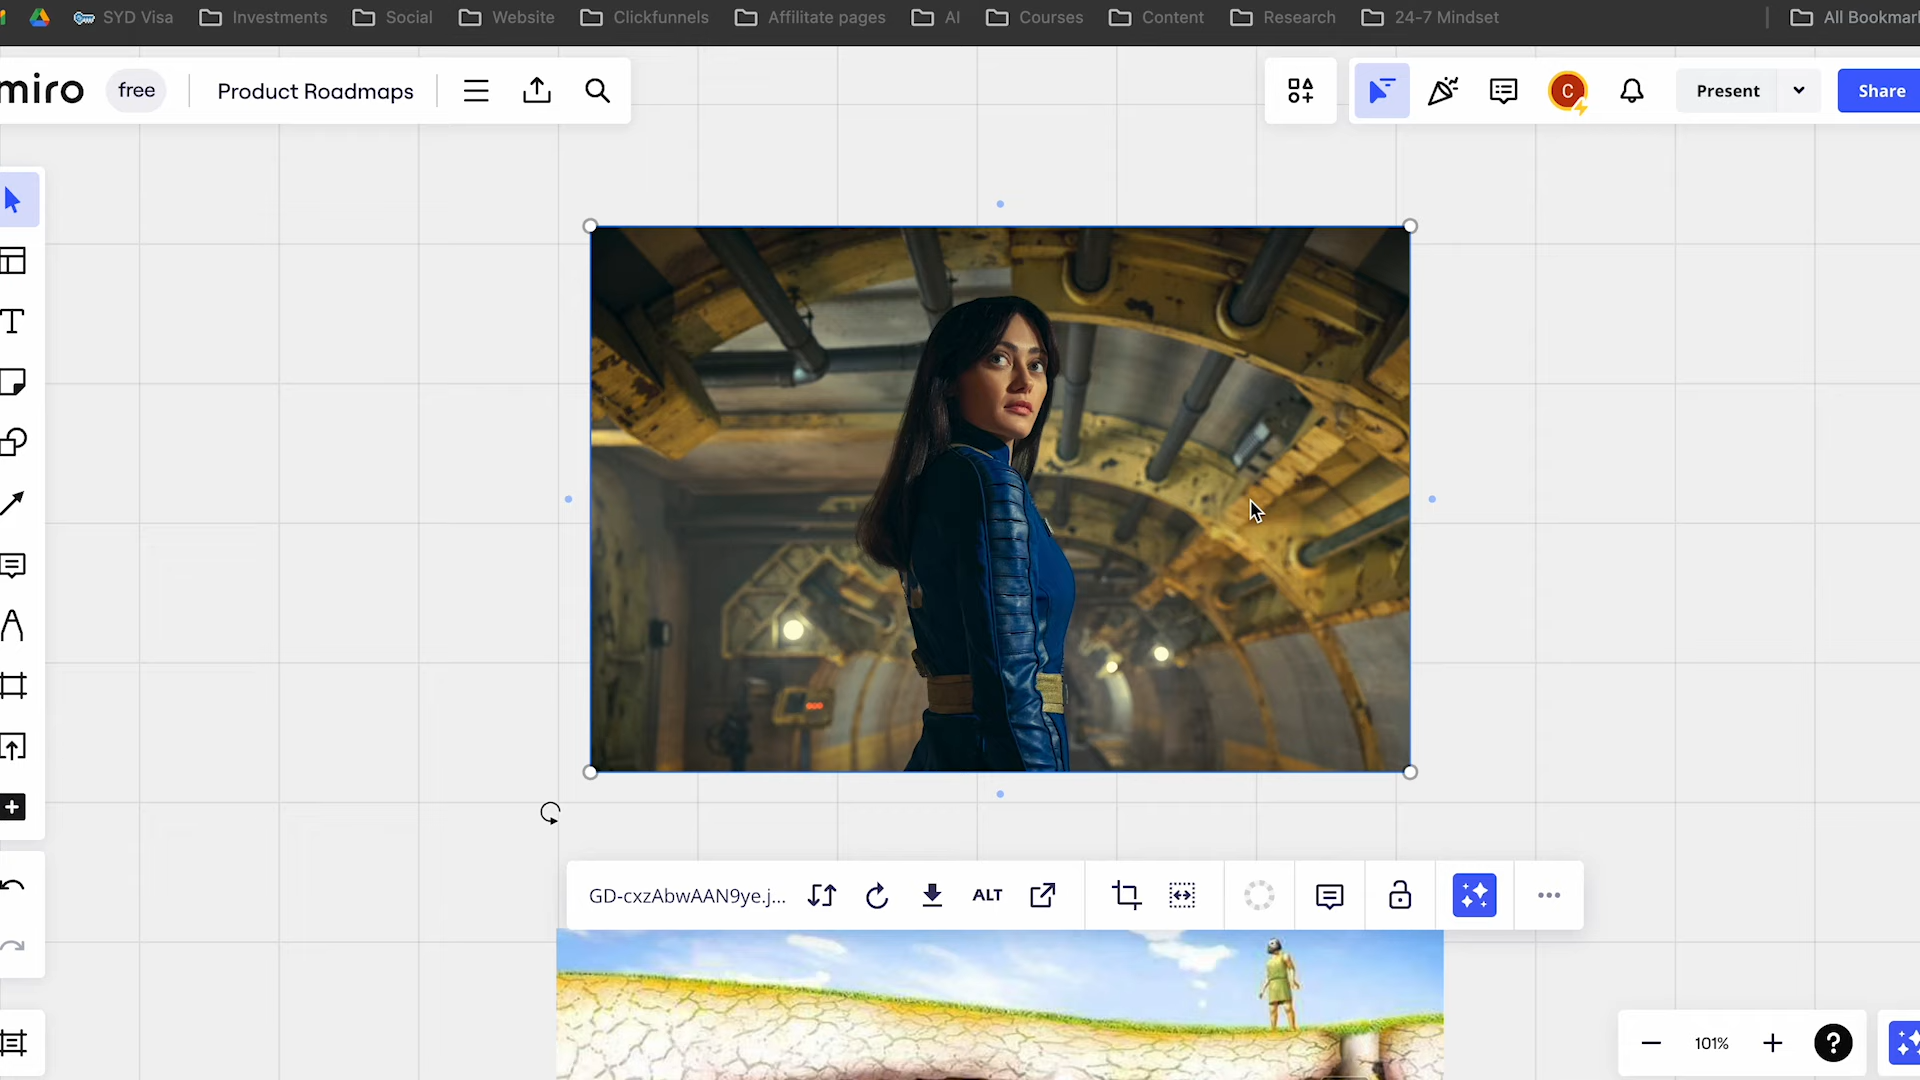 SYD Visa Investments Social Website Clickfunnels Affilitate pages AI Courses Content Research 24-7 Mindset All Bookmar
miro free Product Roadmaps C Present Share
GD-cxzAbwAAN9ye.j... ALT
101% ?